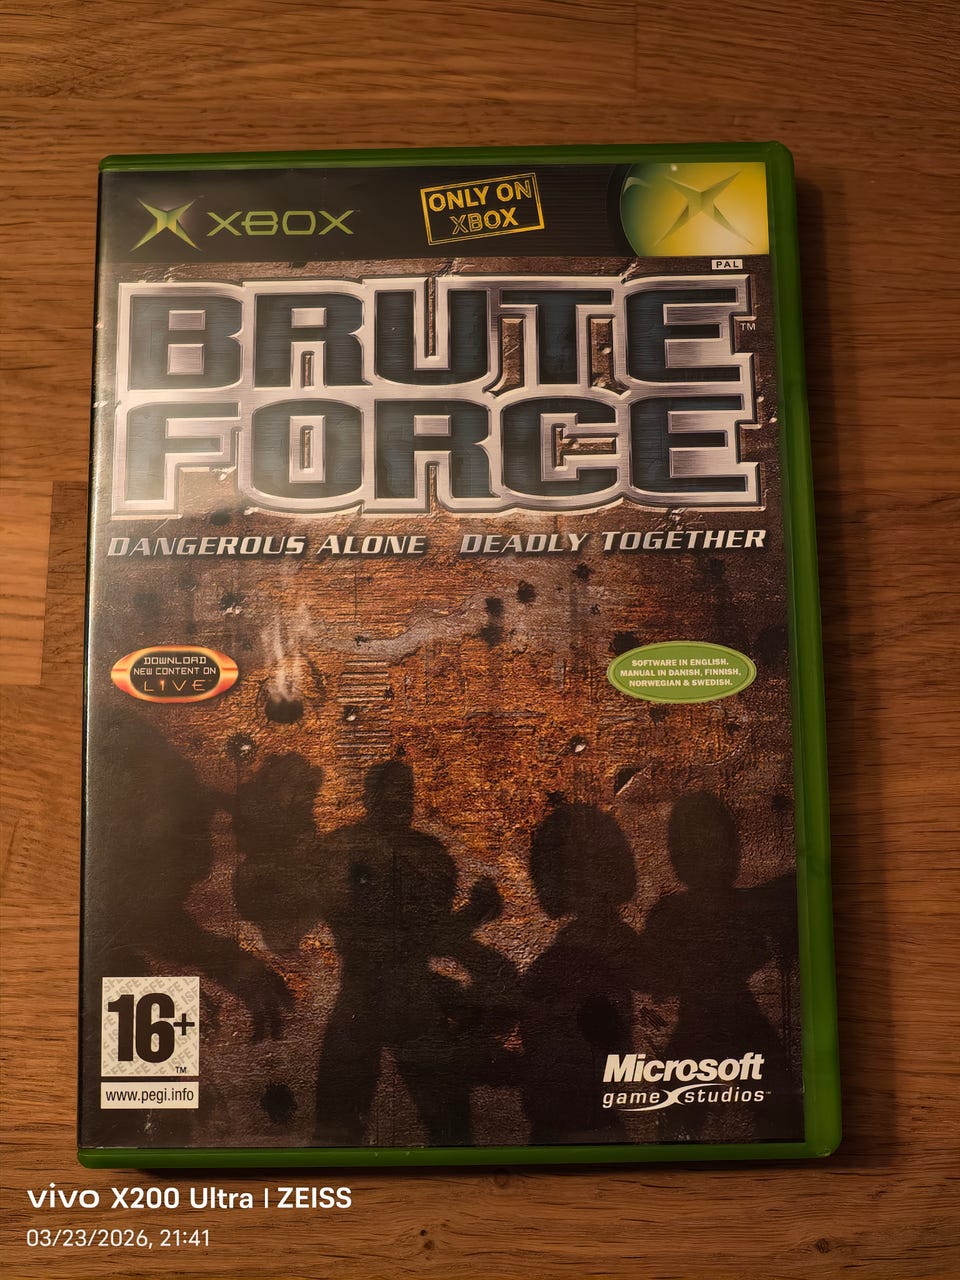 XBOX
ONLY ON
XBOX
PAL
BRUTE
FORCE™
DANGEROUS ALONE DEADLY TOGETHER
DOWNLOAD
NEW CONTENT ON
LIVE
SOFTWARE IN ENGLISH.
MANUAL IN DANISH, FINNISH,
NORWEGIAN & SWEDISH.
16+
™
www.pegi.info
Microsoft
game studios™
vivo X200 Ultra | ZEISS
03/23/2026, 21:41